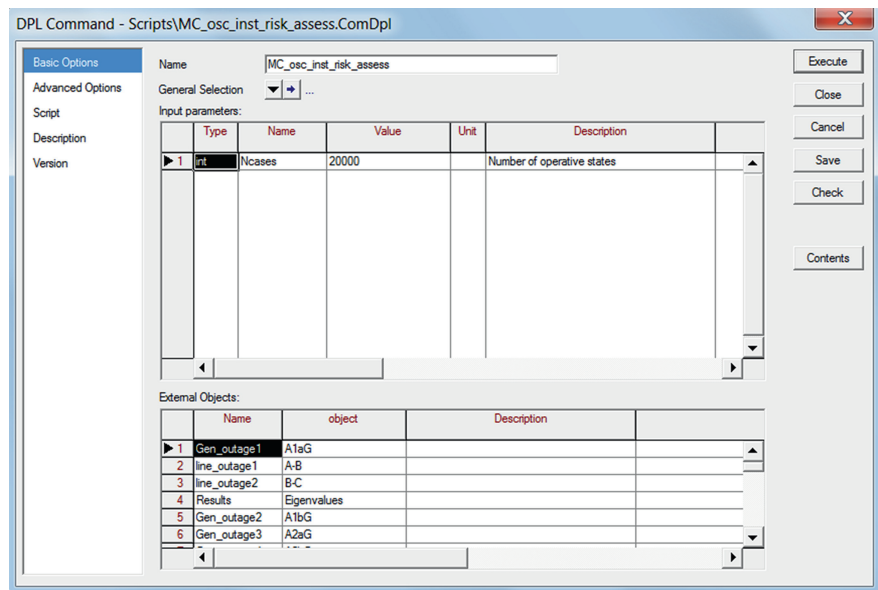 DPL Command - Scripts\MC_osc_inst_risk_assess.ComDpl
X
Basic Options
Advanced Options
Script
Description
Version
Name MC_osc_inst_risk_assess
General Selection ...
Input parameters:
Type Name Value Unit Description
1 int Ncases 20000 Number of operative states
External Objects:
Name object Description
1 Gen_outage1 A1aG
2 line_outage1 A-B
3 line_outage2 B-C
4 Results Eigenvalues
5 Gen_outage2 A1bG
6 Gen_outage3 A2aG
Execute
Close
Cancel
Save
Check
Contents